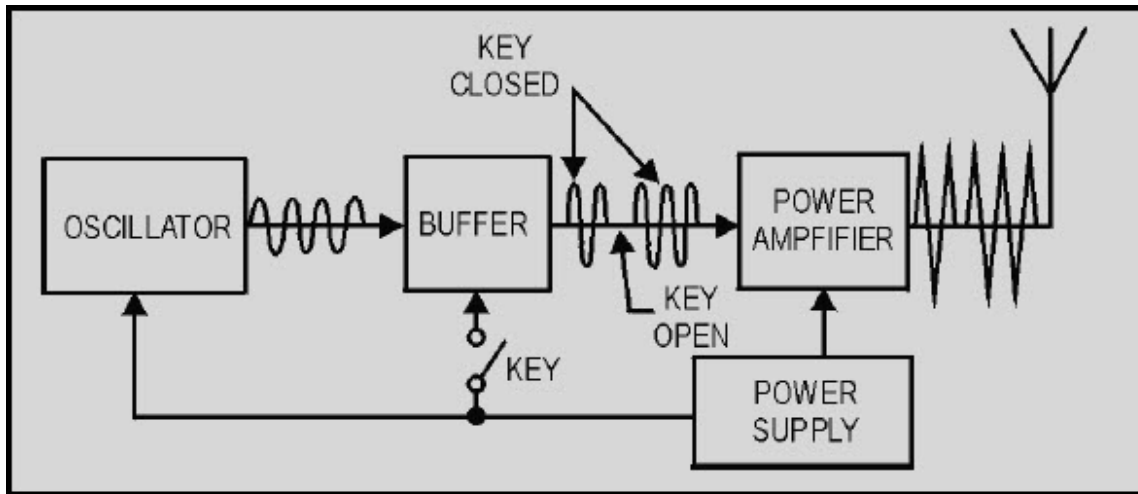 KEY
CLOSED
OSCILLATOR
BUFFER
POWER
AMPFIFIER
KEY
OPEN
KEY
POWER
SUPPLY